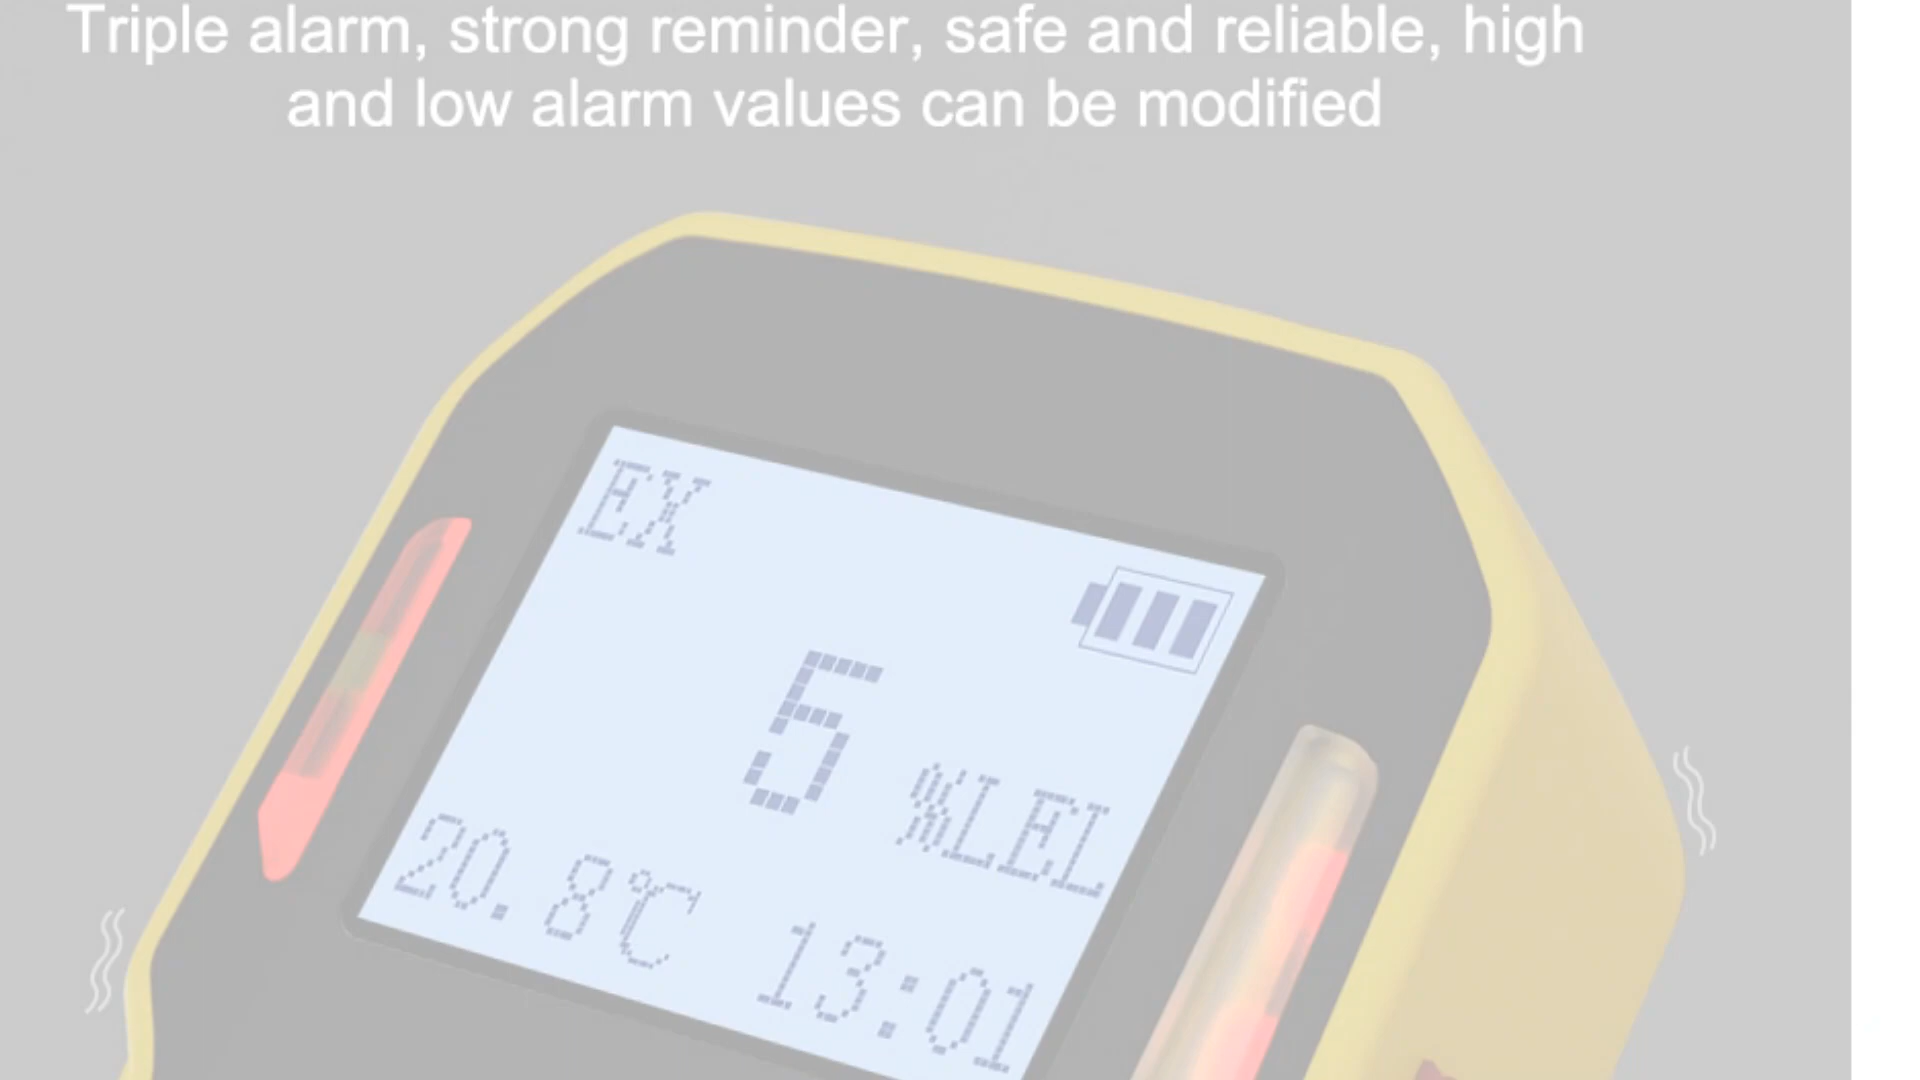 Triple alarm, strong reminder, safe and reliable, high
and low alarm values can be modified
EX
5 %LEL
20.8℃ 13:01